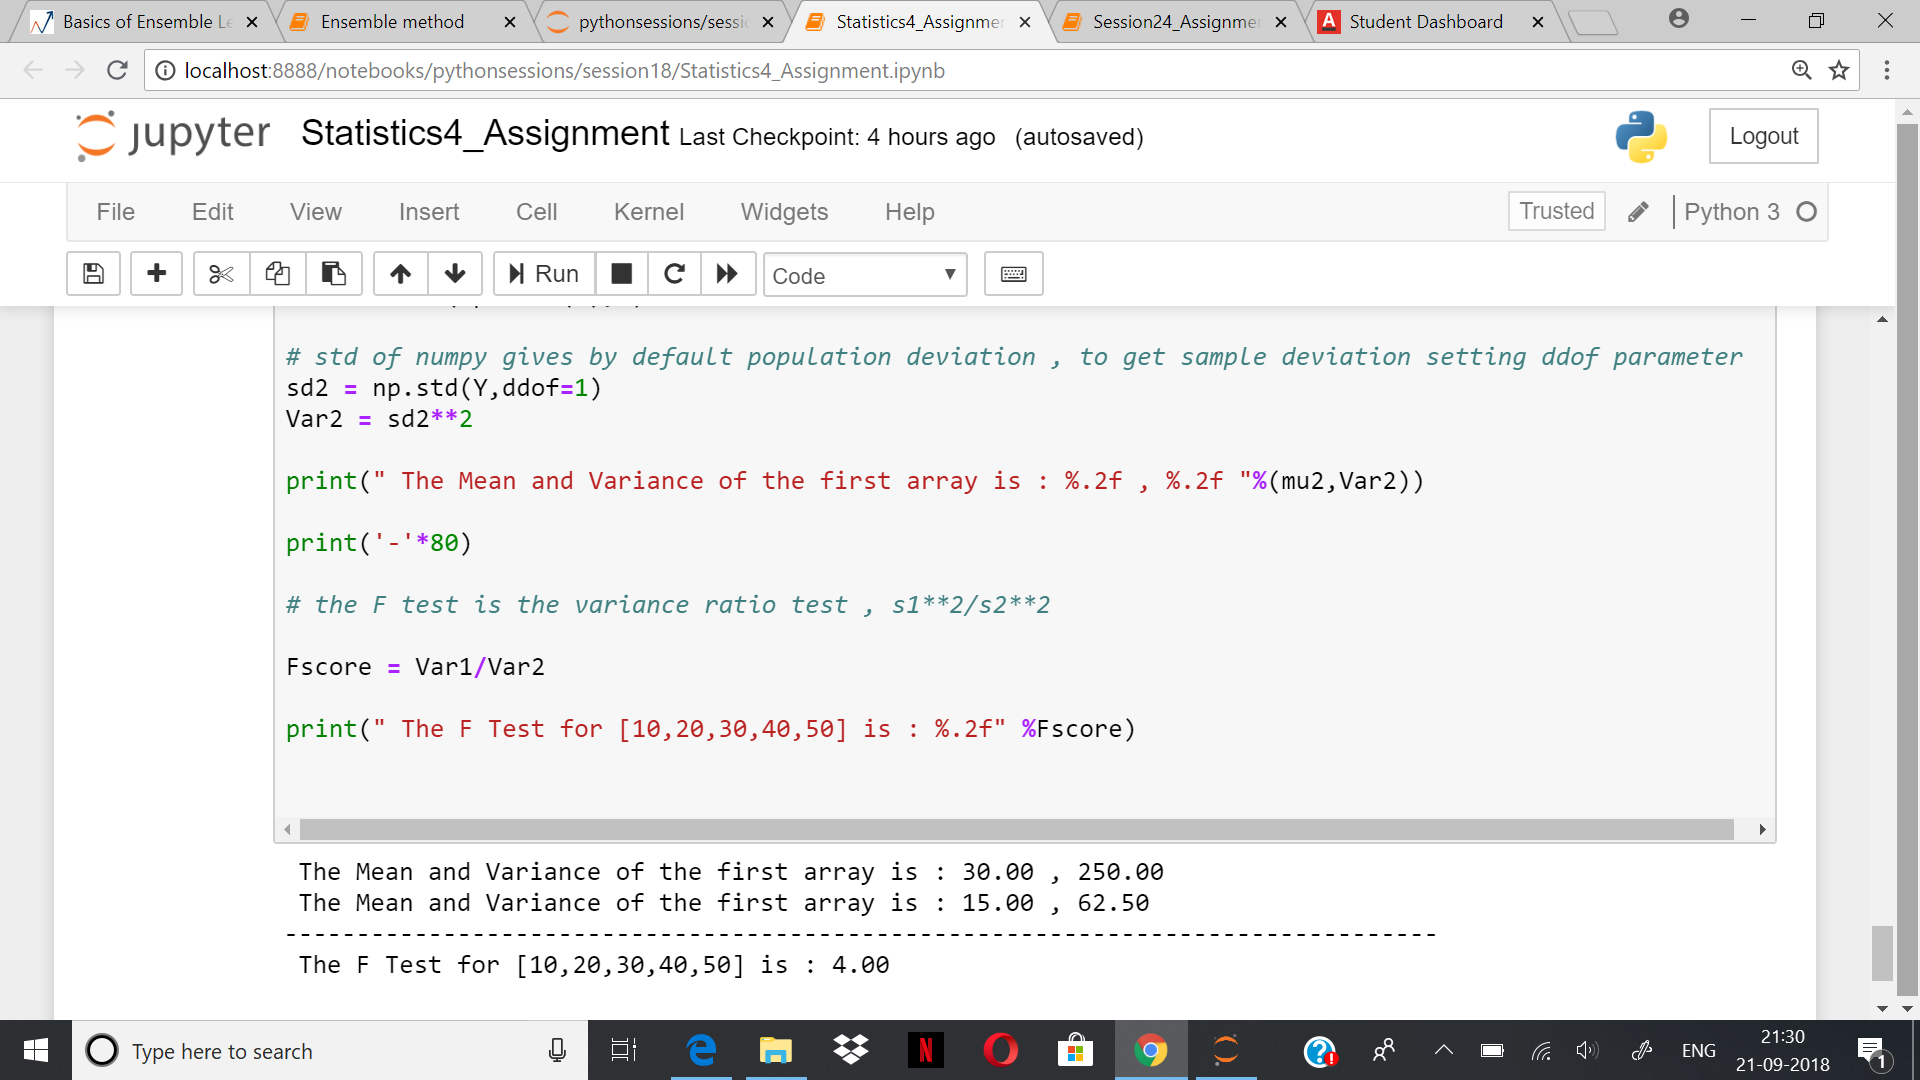 Basics of Ensemble Le
Ensemble method
pythonsessions/sessio
Statistics4_Assignmen
Session24_Assignmen
Student Dashboard
localhost:8888/notebooks/pythonsessions/session18/Statistics4_Assignment.ipynb
jupyter Statistics4_Assignment Last Checkpoint: 4 hours ago (autosaved)
Logout
File Edit View Insert Cell Kernel Widgets Help
Trusted Python 3
Run Code
# std of numpy gives by default population deviation , to get sample deviation setting ddof parameter
sd2 = np.std(Y,ddof=1)
Var2 = sd2**2
print(" The Mean and Variance of the first array is : %.2f , %.2f "%(mu2,Var2))
print('-'*80)
# the F test is the variance ratio test , s1**2/s2**2
Fscore = Var1/Var2
print(" The F Test for [10,20,30,40,50] is : %.2f" %Fscore)
The Mean and Variance of the first array is : 30.00 , 250.00
The Mean and Variance of the first array is : 15.00 , 62.50
--------------------------------------------------------------------------------
The F Test for [10,20,30,40,50] is : 4.00
Type here to search
ENG
21:30
21-09-2018
1